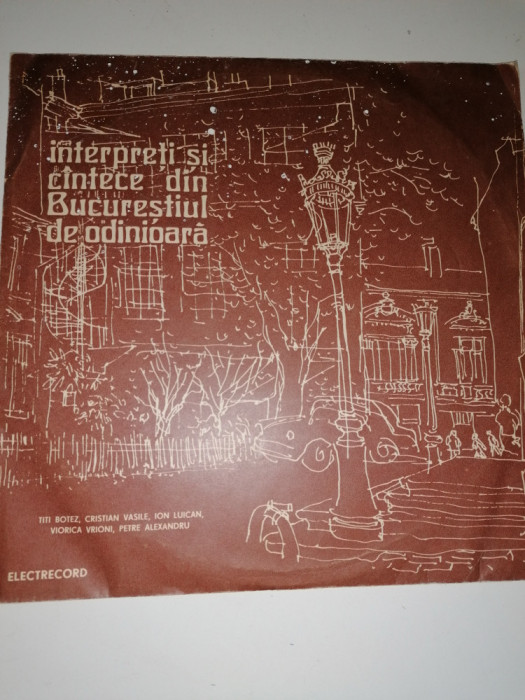 interpreți și
cîntece din
Bucureștiul
de odinioară
TITI BOTEZ, CRISTIAN VASILE, ION LUICAN,
VIORICA VRIONI, PETRE ALEXANDRU
ELECTRECORD